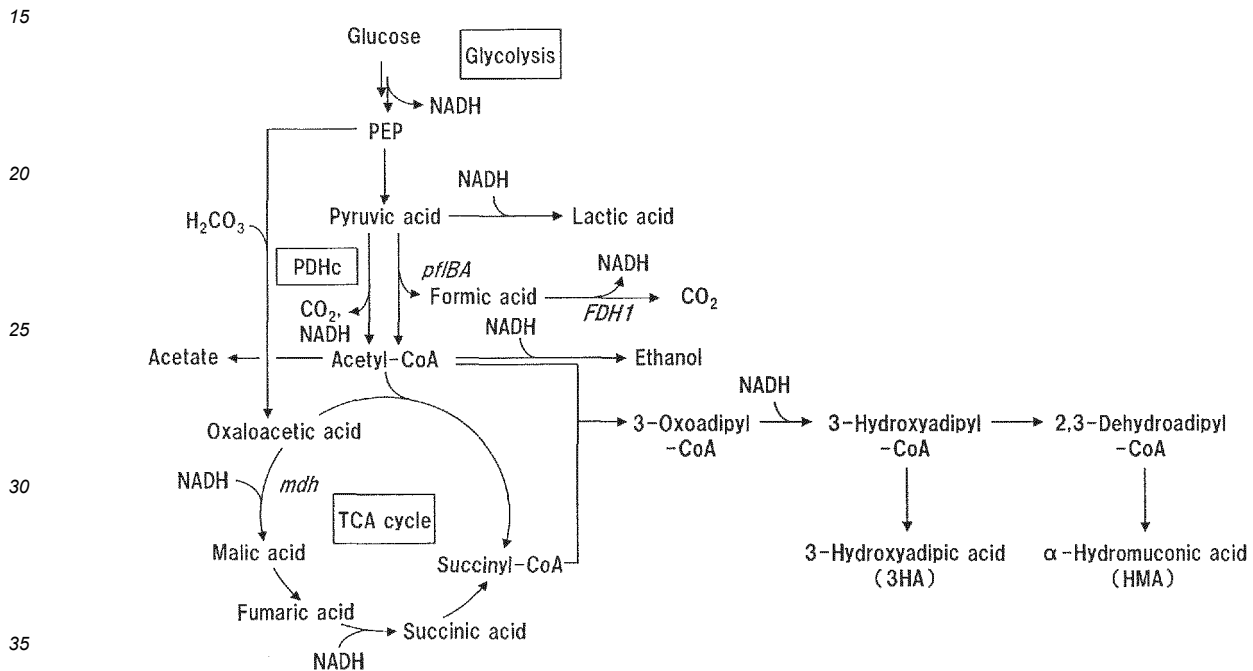 15
Glucose
Glycolysis
NADH
PEP
20
NADH
H₂CO₃
Pyruvic acid
Lactic acid
PDHc
pflBA
NADH
Formic acid
CO₂
FDH1
CO₂,
NADH
25
NADH
Acetate
Acetyl-CoA
Ethanol
NADH
Oxaloacetic acid
3-Oxoadipyl
-CoA
3-Hydroxyadipyl
-CoA
2,3-Dehydroadipyl
-CoA
30
NADH
mdh
TCA cycle
Malic acid
Succinyl-CoA
3-Hydroxyadipic acid
(3HA)
α-Hydromuconic acid
(HMA)
Fumaric acid
Succinic acid
35
NADH